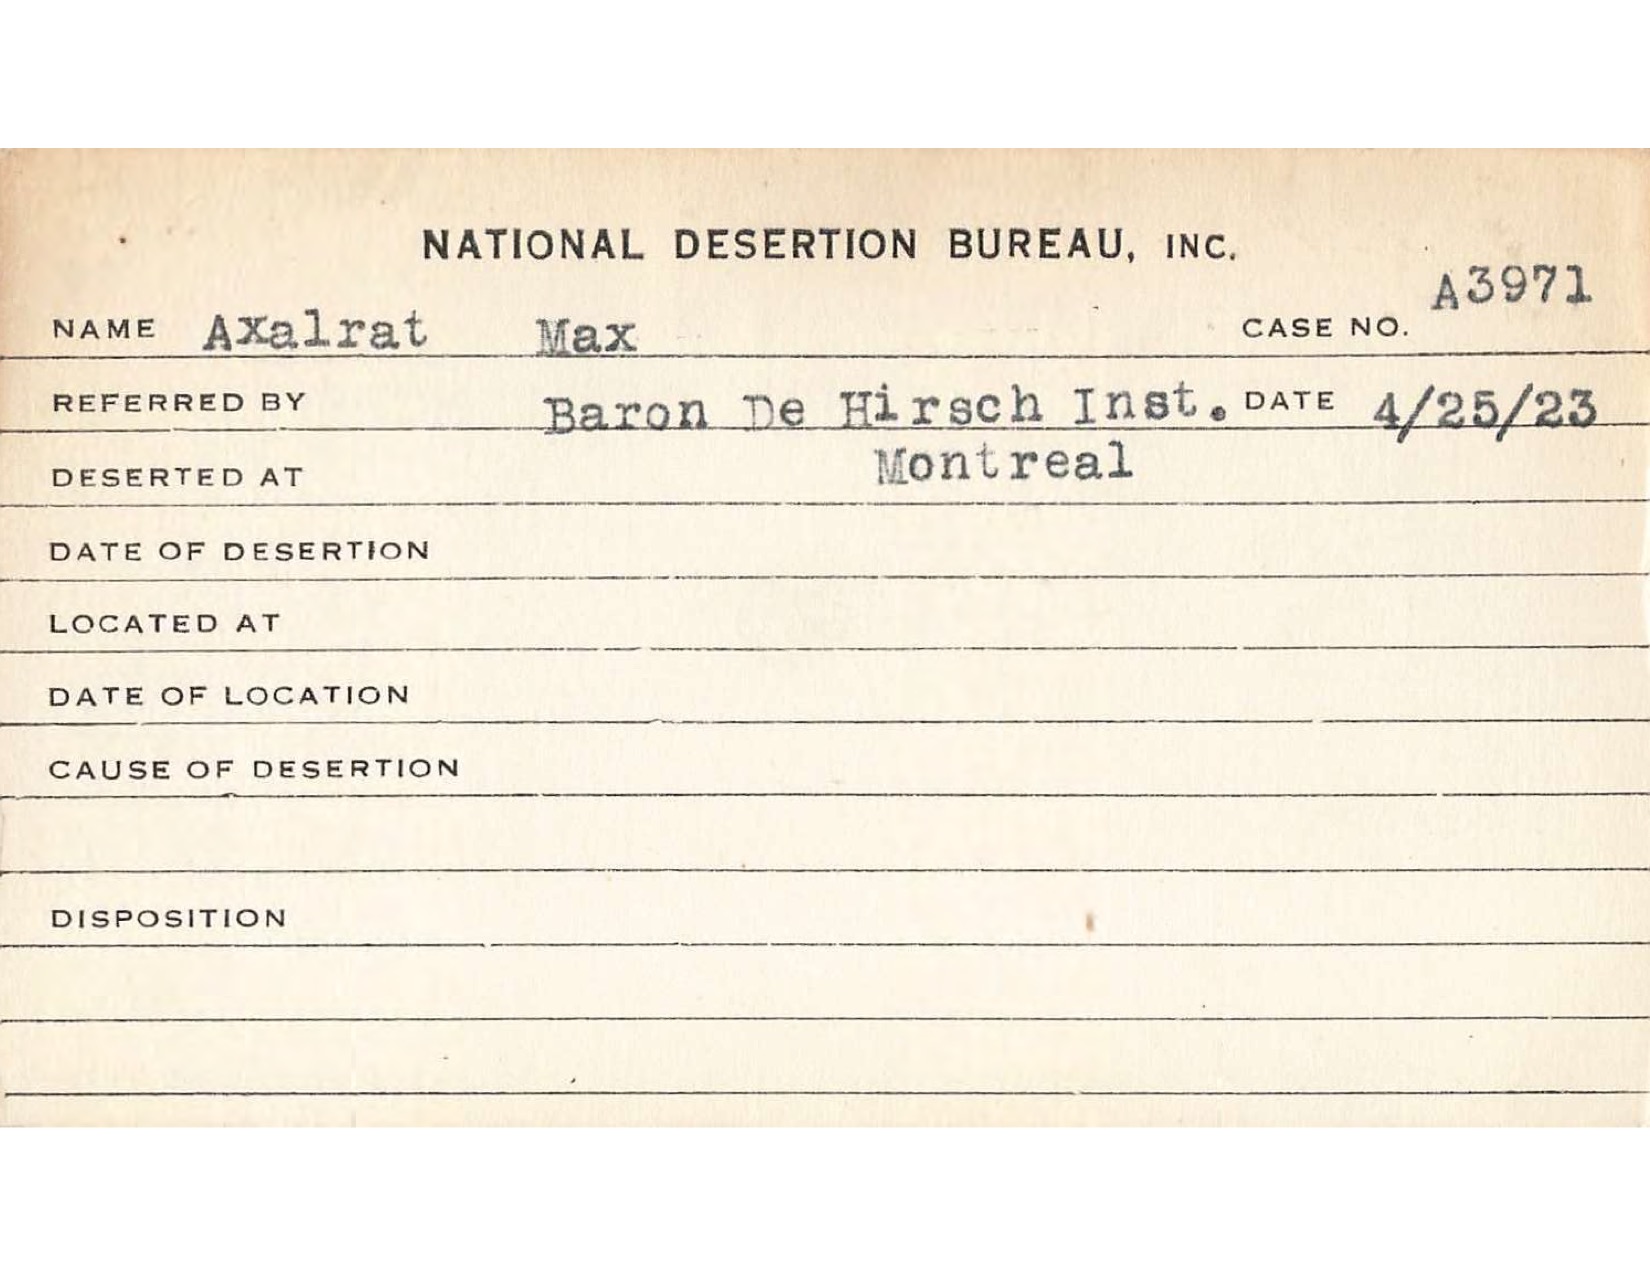 NATIONAL DESERTION BUREAU, INC.
A3971
NAME Axalrat Max CASE NO.
REFERRED BY Baron De Hirsch Inst. DATE 4/25/23
DESERTED AT Montreal
DATE OF DESERTION
LOCATED AT
DATE OF LOCATION
CAUSE OF DESERTION
DISPOSITION